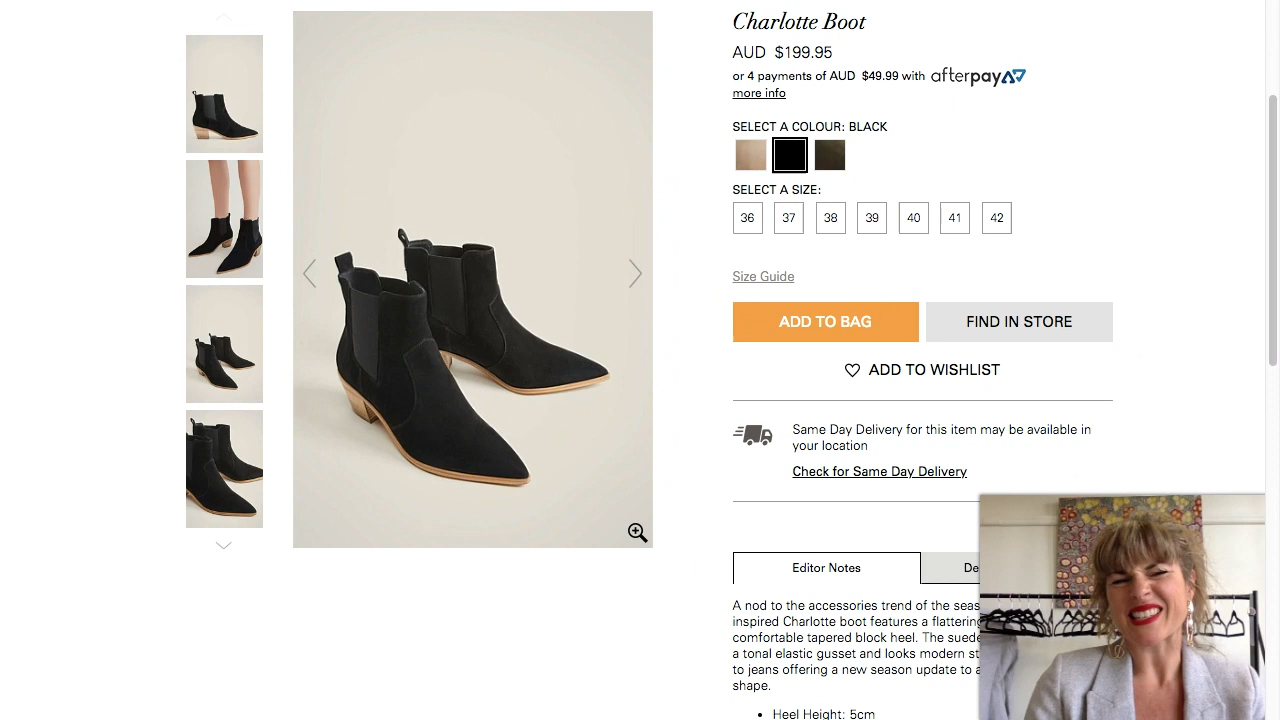 Charlotte Boot
AUD $199.95
or 4 payments of AUD $49.99 with afterpay
more info
SELECT A COLOUR: BLACK
SELECT A SIZE:
36 37 38 39 40 41 42
Size Guide
ADD TO BAG FIND IN STORE
ADD TO WISHLIST
Same Day Delivery for this item may be available in
your location
Check for Same Day Delivery
Editor Notes De
A nod to the accessories trend of the seas
inspired Charlotte boot features a flattering
comfortable tapered block heel. The suede
a tonal elastic gusset and looks modern st
to jeans offering a new season update to a
shape.
• Heel Height: 5cm